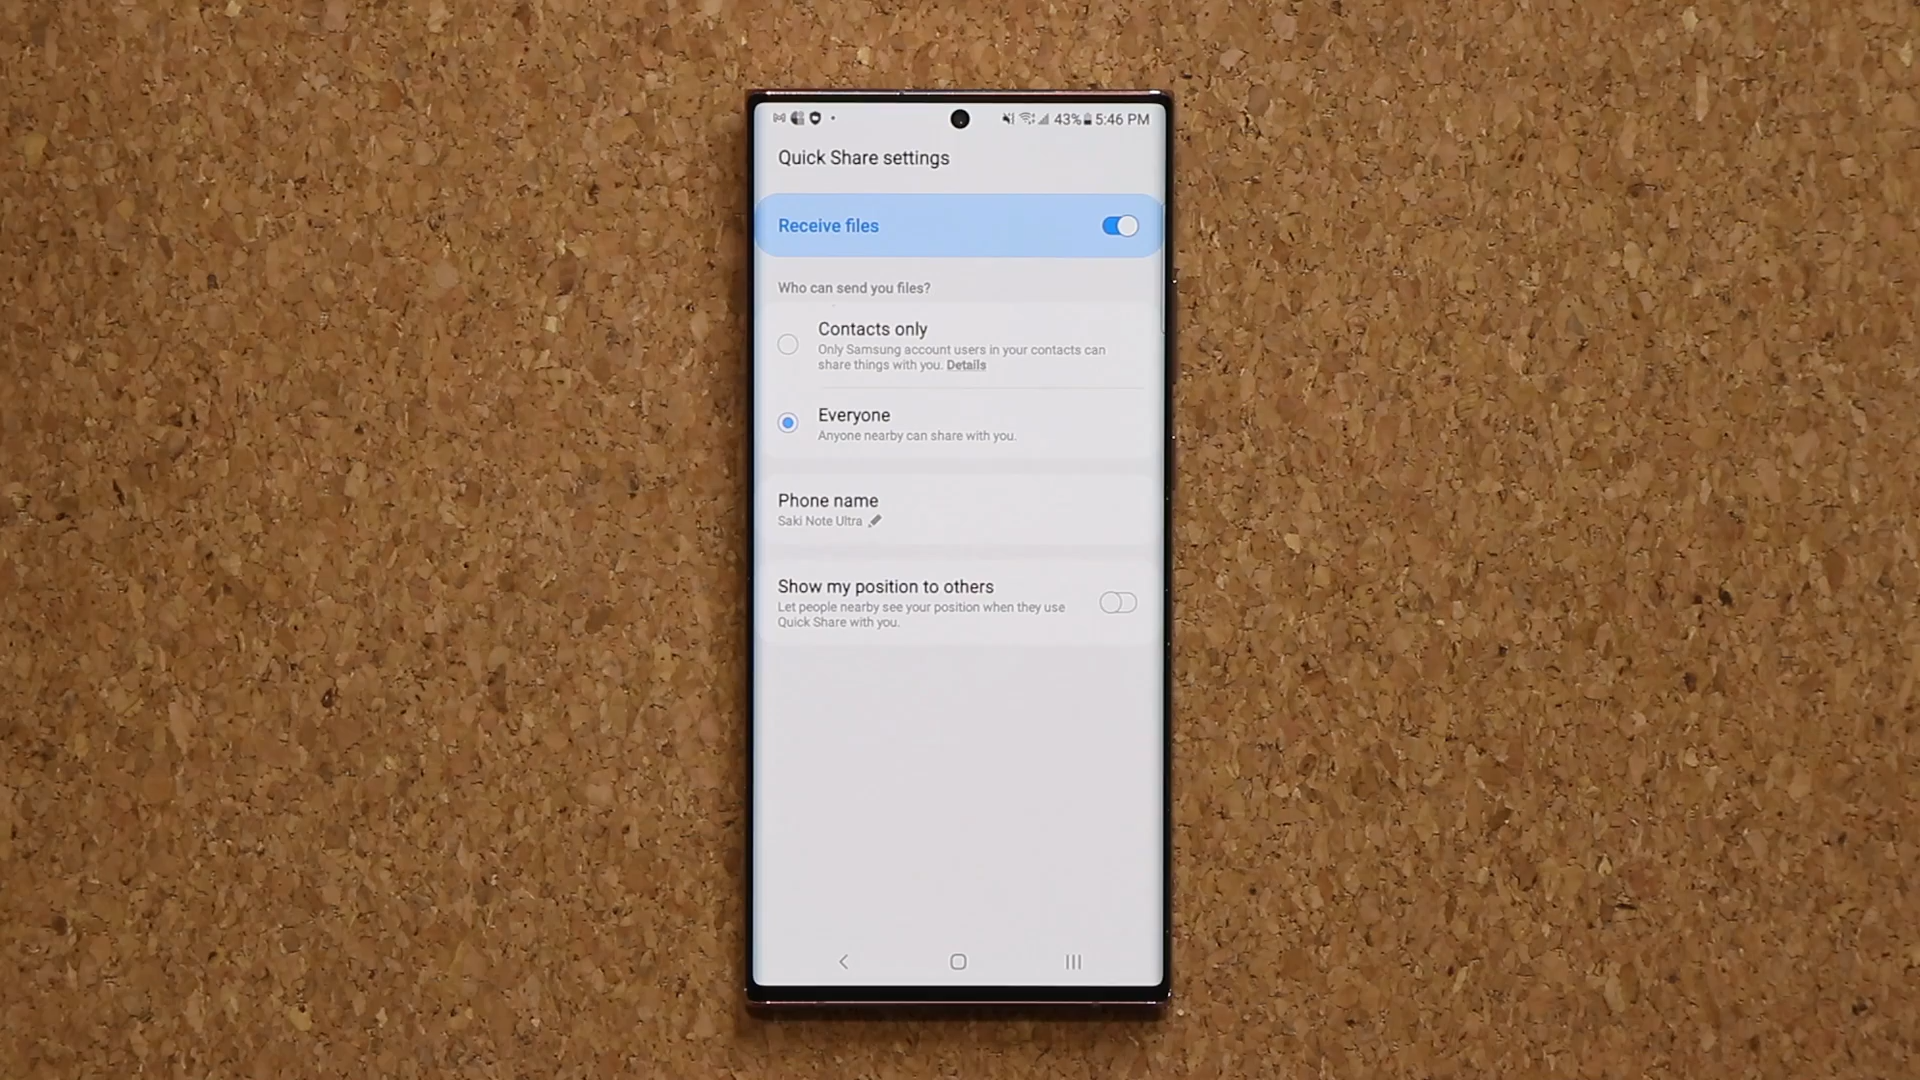 43% 5:46 PM
Quick Share settings
Receive files
Who can send you files?
Contacts only
Only Samsung account users in your contacts can
share things with you. Details
Everyone
Anyone nearby can share with you.
Phone name
Saki Note Ultra
Show my position to others
Let people nearby see your position when they use
Quick Share with you.